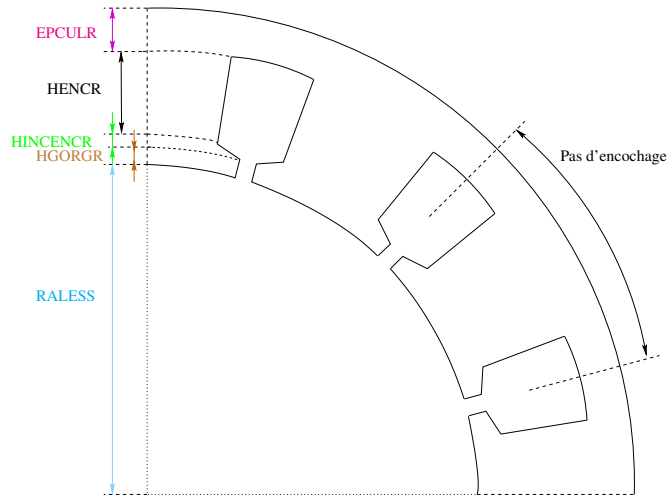 EPCULR
HENCR
HINCENCR
HGORGR
Pas d'encochage
RALESS